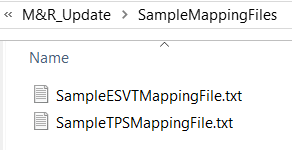 « M&R_Update > SampleMappingFiles
Name
SampleESVTMappingFile.txt
SampleTPSMappingFile.txt